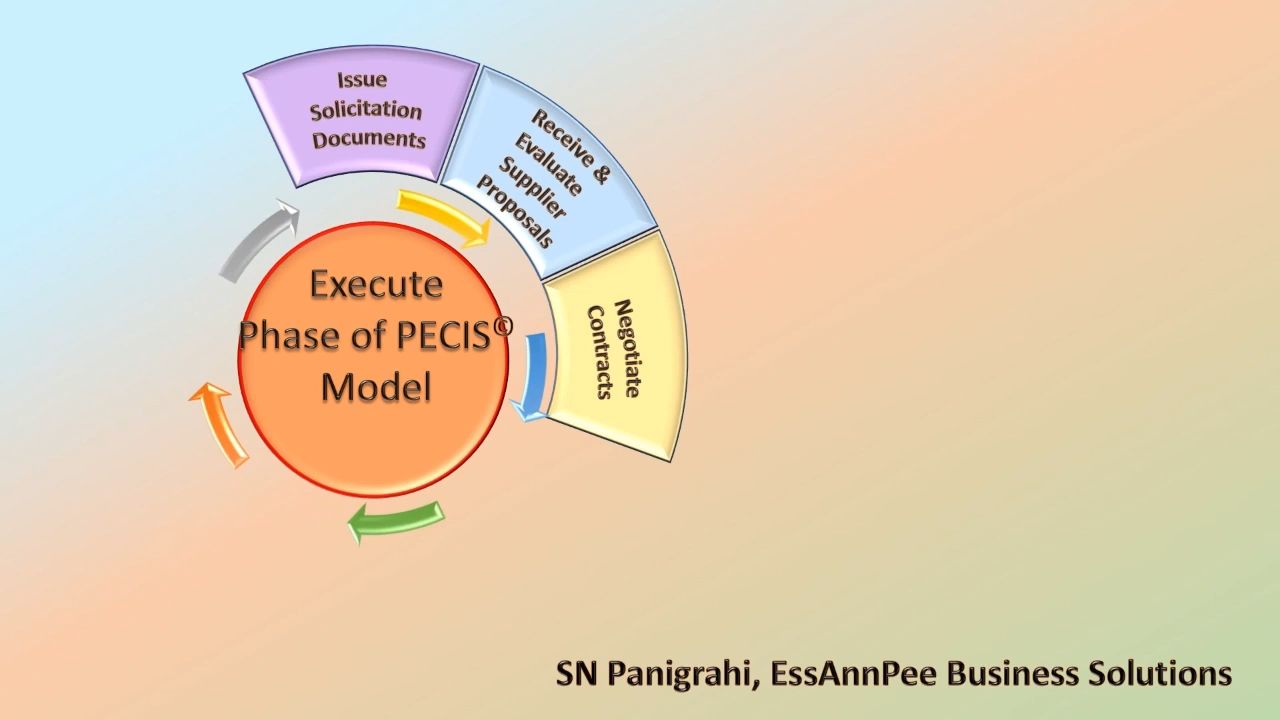 Issue
Solicitation
Documents
Receive &
Evaluate
Supplier
Proposals
Negotiate
Contracts
Execute
Phase of PECIS©
Model
SN Panigrahi, EssAnnPee Business Solutions